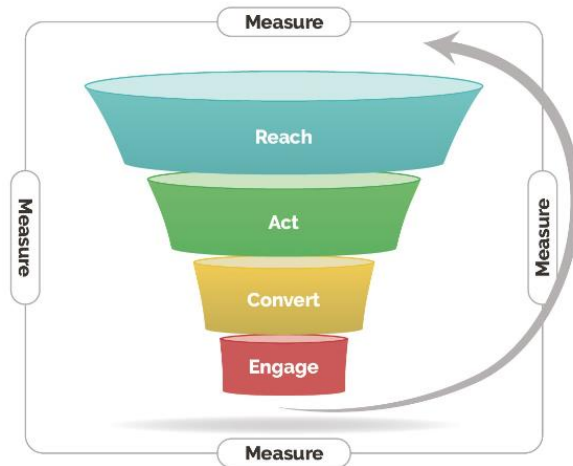 Measure
Reach
Act
Measure
Measure
Convert
Engage
Measure